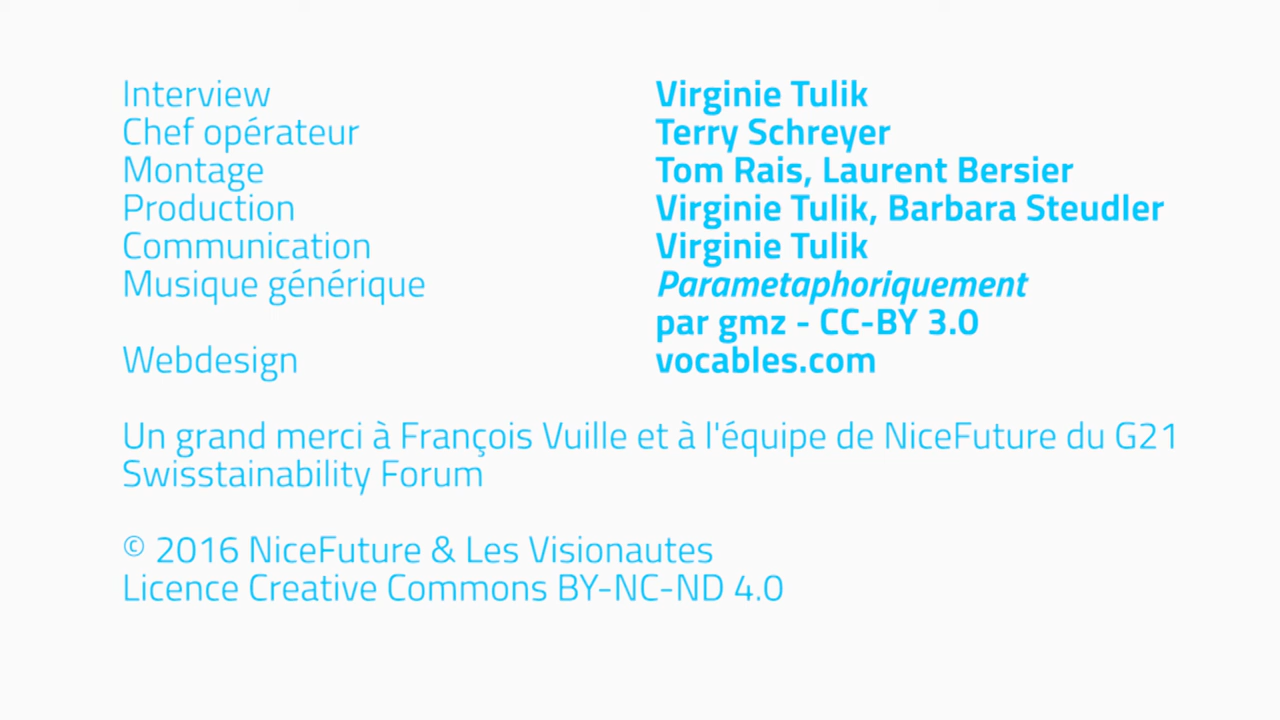 Interview Virginie Tulik
Chef opérateur Terry Schreyer
Montage Tom Rais, Laurent Bersier
Production Virginie Tulik, Barbara Steudler
Communication Virginie Tulik
Musique générique Parametaphoriquement
par gmz - CC-BY 3.0
Webdesign vocables.com
Un grand merci à François Vuille et à l'équipe de NiceFuture du G21
Swisstainability Forum
© 2016 NiceFuture & Les Visionautes
Licence Creative Commons BY-NC-ND 4.0